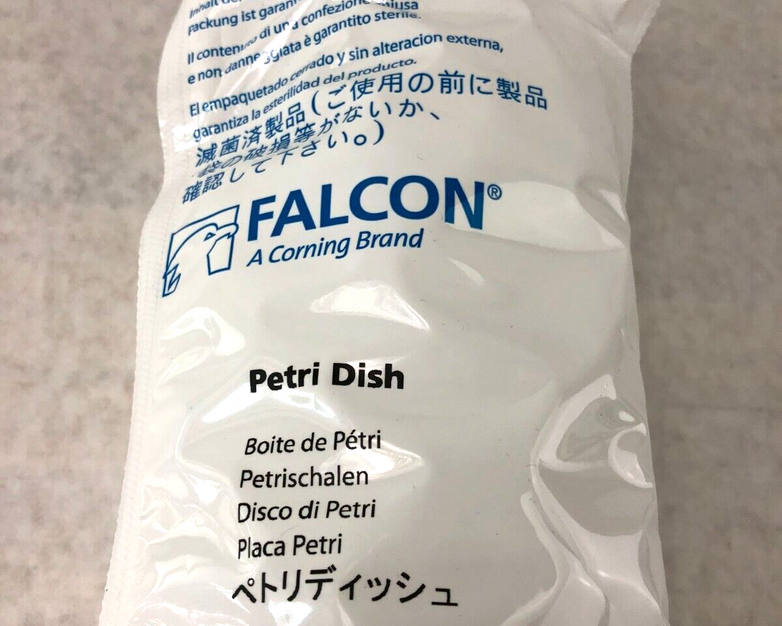 Inhalt der
Packung ist garan
confezione chiusa
Il contenuto di una
e non danneggiata è garantito sterile.
El empaquetado cerrado y sin alteracion externa,
garantiza la esterilidad del producto.
滅菌済製品(ご使用の前に製品
袋の破損等がないか、
確認して下さい。)
FALCON®
A Corning Brand
Petri Dish
Boite de Pétri
Petrischalen
Disco di Petri
Placa Petri
ペトリディッシュ